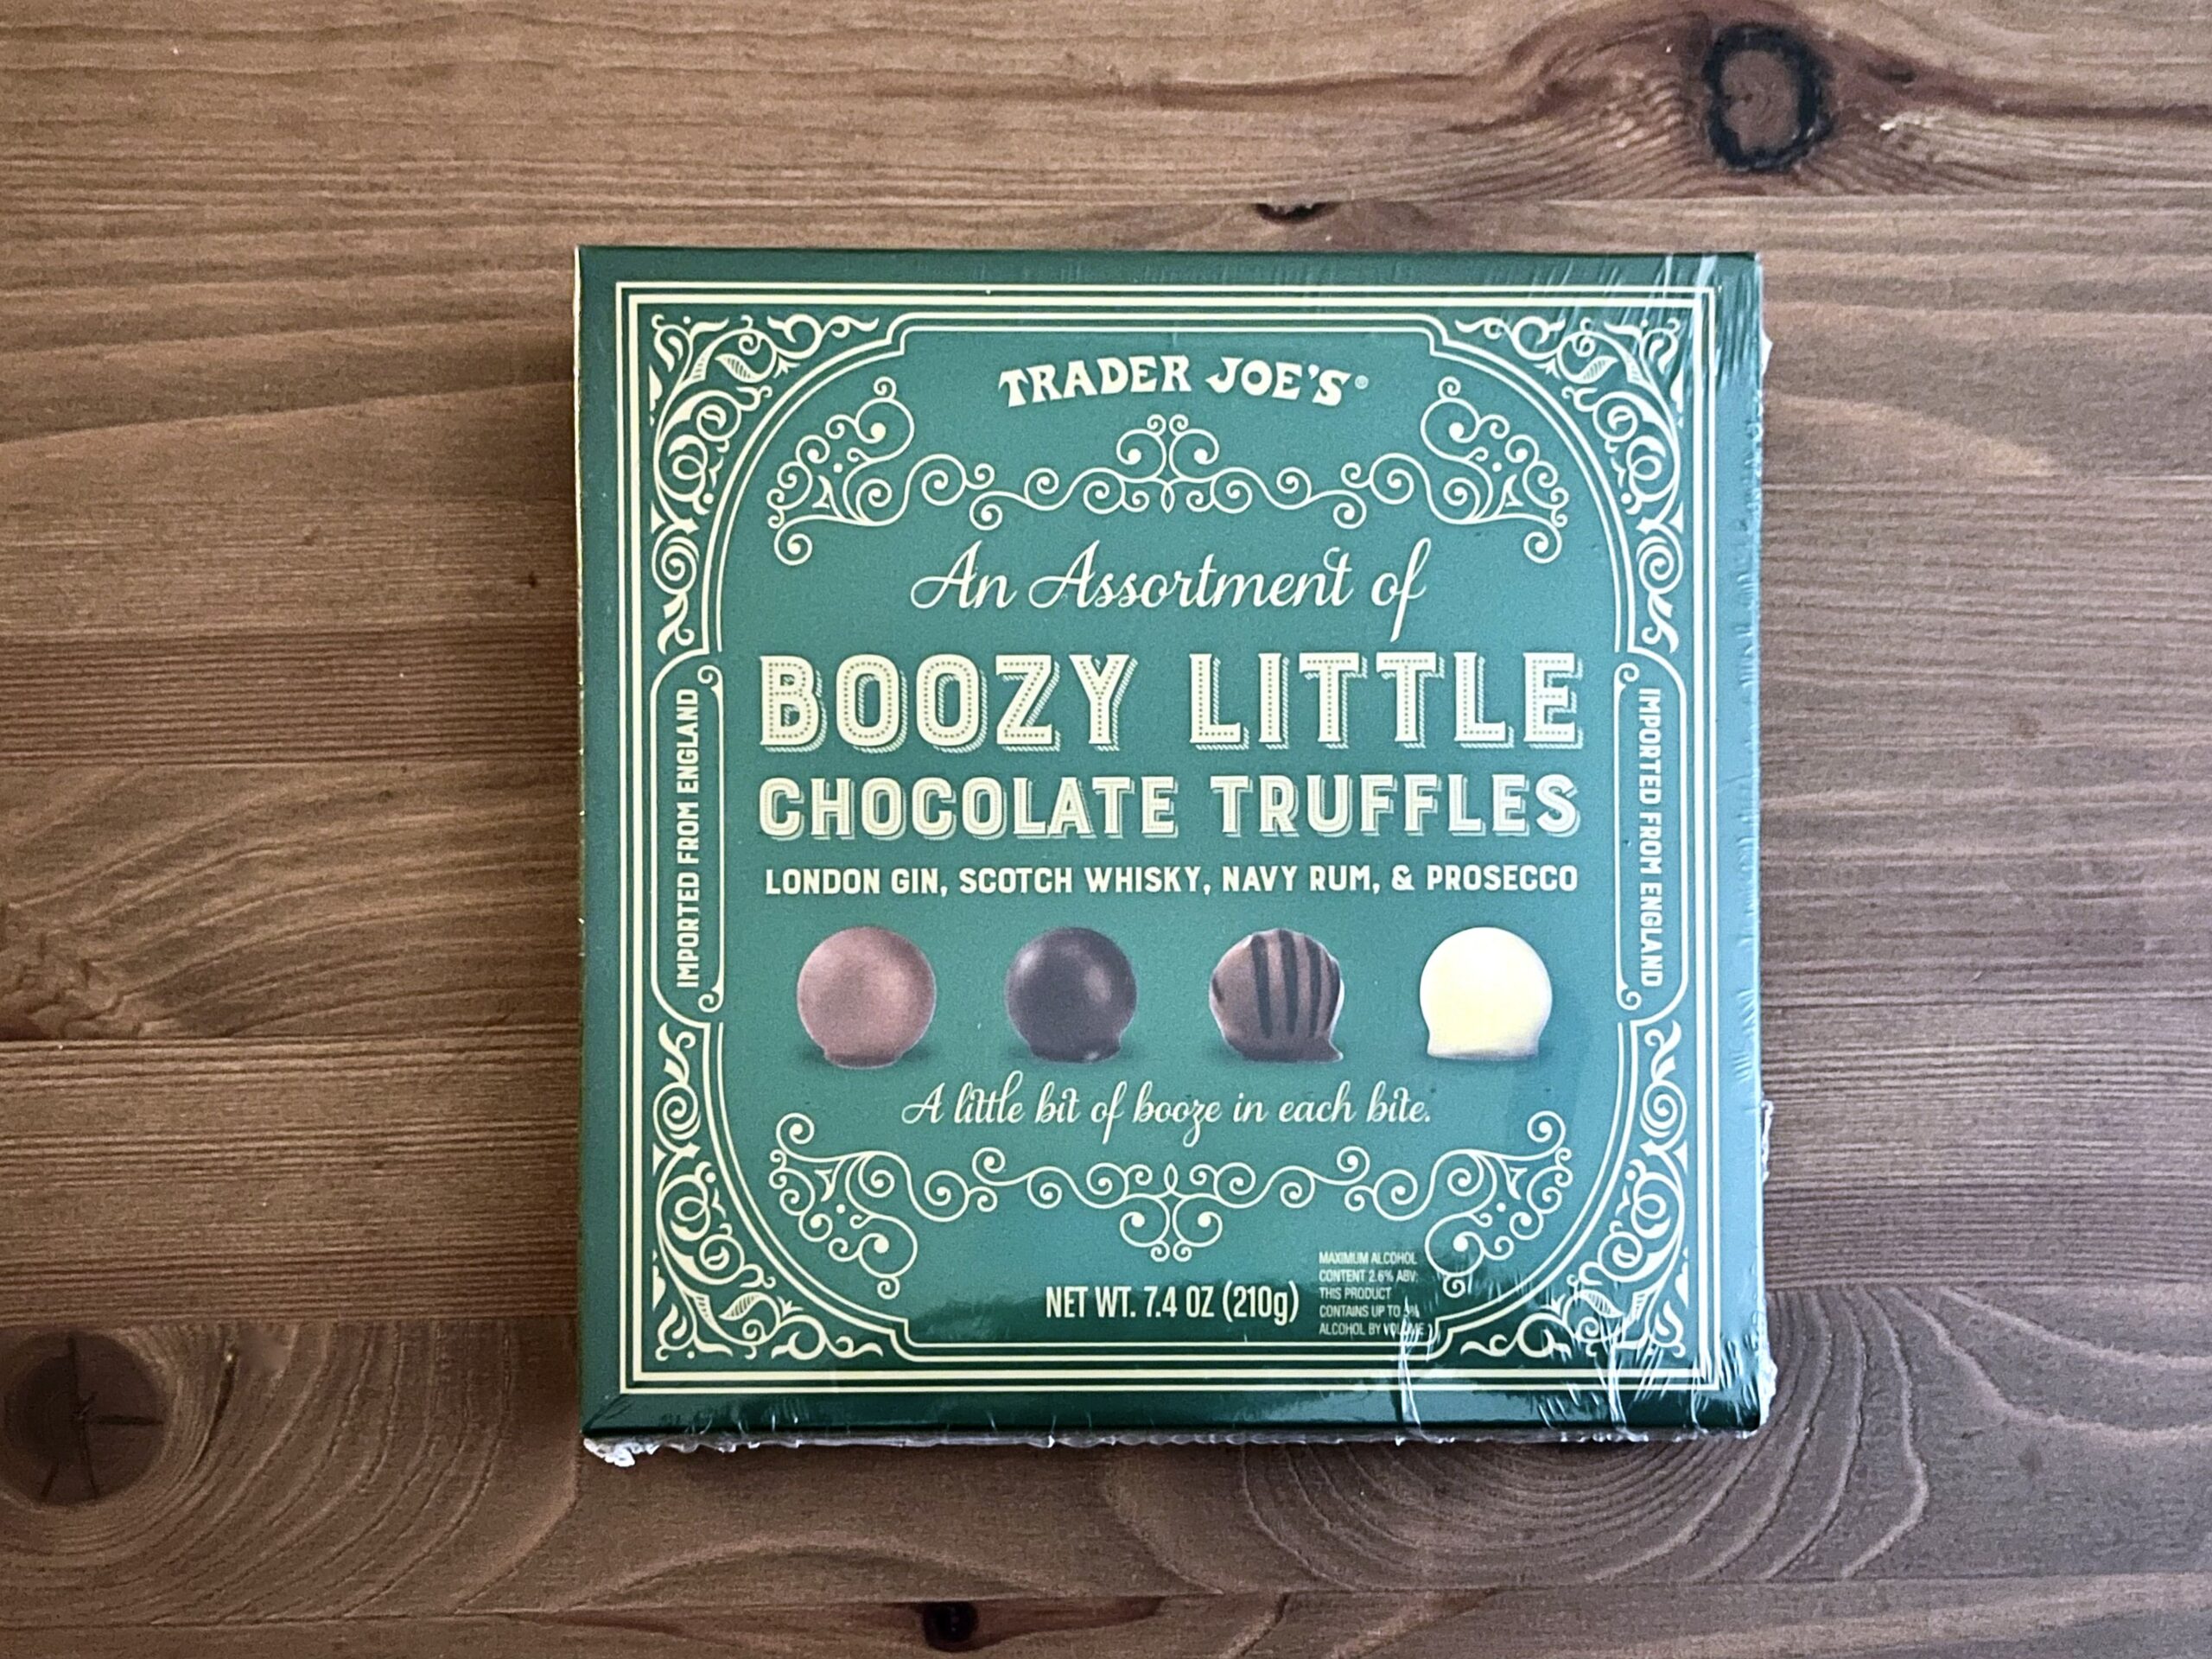 TRADER JOE'S®
An Assortment of
BOOZY LITTLE
CHOCOLATE TRUFFLES
LONDON GIN, SCOTCH WHISKY, NAVY RUM, & PROSECCO
IMPORTED FROM ENGLAND
IMPORTED FROM ENGLAND
A little bit of booze in each bite.
NET WT. 7.4 OZ (210g)
MAXIMUM ALCOHOL
CONTENT 2.6% ABV.
THIS PRODUCT
CONTAINS UP TO
ALCOHOL BY VOLUME